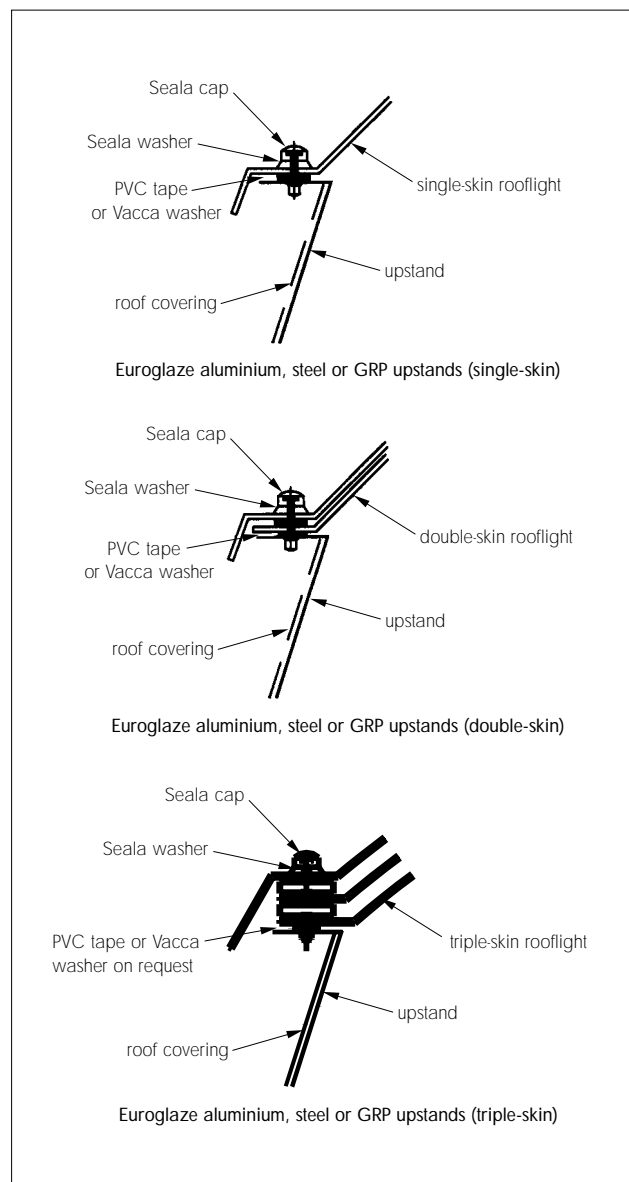 Seala cap
Seala washer
PVC tape
or Vacca washer
single-skin rooflight
upstand
roof covering
Euroglaze aluminium, steel or GRP upstands (single-skin)
Seala cap
Seala washer
PVC tape
or Vacca washer
double-skin rooflight
upstand
roof covering
Euroglaze aluminium, steel or GRP upstands (double-skin)
Seala cap
Seala washer
PVC tape or Vacca
washer on request
triple-skin rooflight
upstand
roof covering
Euroglaze aluminium, steel or GRP upstands (triple-skin)